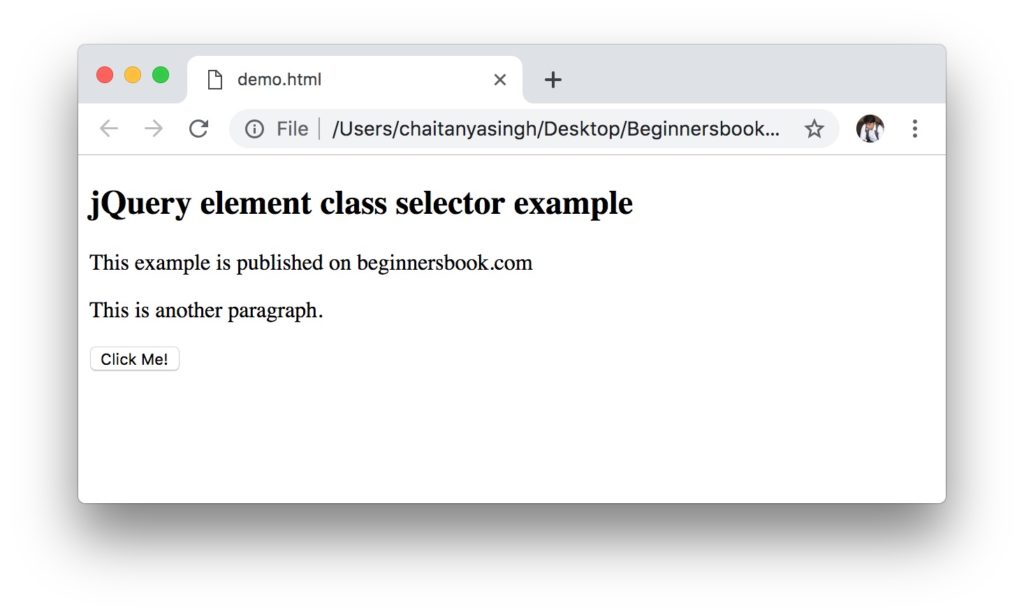 demo.html
File /Users/chaitanyasingh/Desktop/Beginnersbook...
jQuery element class selector example
This example is published on beginnersbook.com
This is another paragraph.
Click Me!